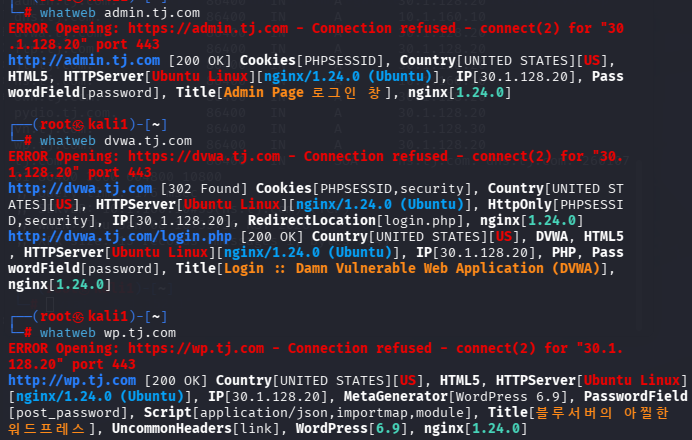 └─# whatweb admin.tj.com
ERROR Opening: https://admin.tj.com - Connection refused - connect(2) for "30
.1.128.20" port 443
http://admin.tj.com [200 OK] Cookies[PHPSESSID], Country[UNITED STATES][US],
HTML5, HTTPServer[Ubuntu Linux][nginx/1.24.0 (Ubuntu)], IP[30.1.128.20], Pass
wordField[password], Title[Admin Page 로그인 창], nginx[1.24.0]
┌──(root㉿kali1)-[~]
└─# whatweb dvwa.tj.com
ERROR Opening: https://dvwa.tj.com - Connection refused - connect(2) for "30.
1.128.20" port 443
http://dvwa.tj.com [302 Found] Cookies[PHPSESSID,security], Country[UNITED ST
ATES][US], HTTPServer[Ubuntu Linux][nginx/1.24.0 (Ubuntu)], HttpOnly[PHPSESSI
D,security], IP[30.1.128.20], RedirectLocation[login.php], nginx[1.24.0]
http://dvwa.tj.com/login.php [200 OK] Country[UNITED STATES][US], DVWA, HTML5
, HTTPServer[Ubuntu Linux][nginx/1.24.0 (Ubuntu)], IP[30.1.128.20], PHP, Pass
wordField[password], Title[Login :: Damn Vulnerable Web Application (DVWA)],
nginx[1.24.0]
┌──(root㉿kali1)-[~]
└─# whatweb wp.tj.com
ERROR Opening: https://wp.tj.com - Connection refused - connect(2) for "30.1.
128.20" port 443
http://wp.tj.com [200 OK] Country[UNITED STATES][US], HTML5, HTTPServer[Ubuntu Linux]
[nginx/1.24.0 (Ubuntu)], IP[30.1.128.20], MetaGenerator[WordPress 6.9], PasswordField
[post_password], Script[application/json,importmap,module], Title[블루서버의 아찔한
워드프레스], UncommonHeaders[link], WordPress[6.9], nginx[1.24.0]